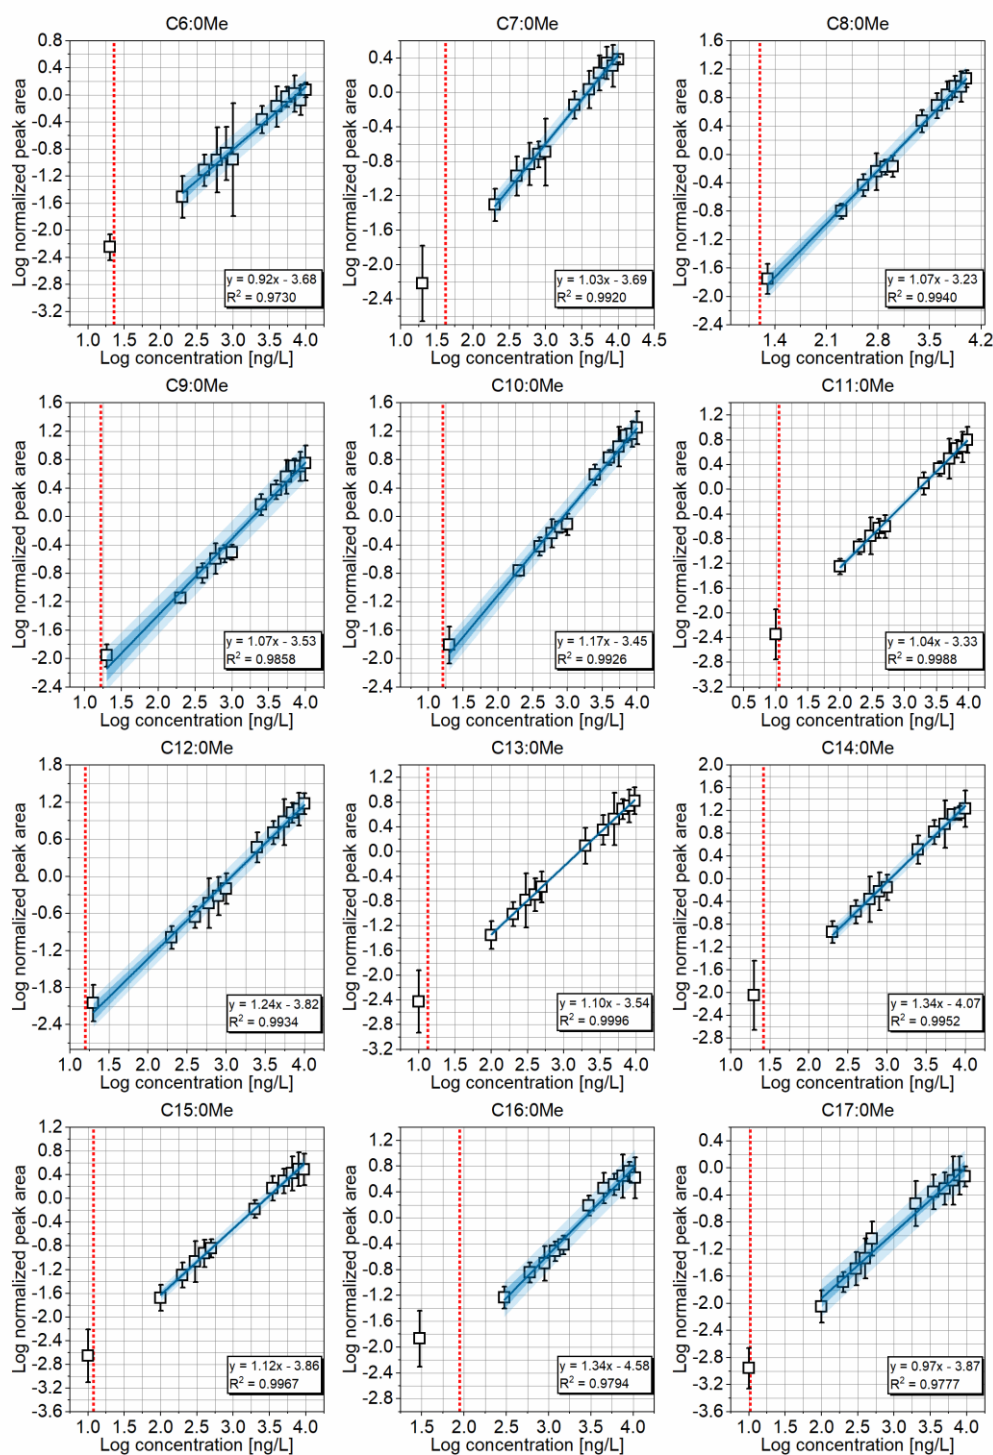 C6:0Me
Log normalized peak area
0.8
0.4
0.0
-0.4
-0.8
-1.2
-1.6
-2.0
-2.4
-2.8
-3.2
y = 0.92x - 3.68
R² = 0.9730
1.0 1.5 2.0 2.5 3.0 3.5 4.0
Log concentration [ng/L]
C7:0Me
Log normalized peak area
0.4
0.0
-0.4
-0.8
-1.2
-1.6
-2.0
-2.4
y = 1.03x - 3.69
R² = 0.9920
1.0 1.5 2.0 2.5 3.0 3.5 4.0 4.5
Log concentration [ng/L]
C8:0Me
Log normalized peak area
1.6
0.8
0.0
-0.8
-1.6
-2.4
y = 1.07x - 3.23
R² = 0.9940
1.4 2.1 2.8 3.5 4.2
Log concentration [ng/L]
C9:0Me
Log normalized peak area
1.6
1.2
0.8
0.4
0.0
-0.4
-0.8
-1.2
-1.6
-2.0
-2.4
y = 1.07x - 3.53
R² = 0.9858
1.0 1.5 2.0 2.5 3.0 3.5 4.0
Log concentration [ng/L]
C10:0Me
Log normalized peak area
1.6
1.2
0.8
0.4
0.0
-0.4
-0.8
-1.2
-1.6
-2.0
-2.4
y = 1.17x - 3.45
R² = 0.9926
1.0 1.5 2.0 2.5 3.0 3.5 4.0
Log concentration [ng/L]
C11:0Me
Log normalized peak area
1.2
0.8
0.4
0.0
-0.4
-0.8
-1.2
-1.6
-2.0
-2.4
-2.8
-3.2
y = 1.04x - 3.33
R² = 0.9988
0.5 1.0 1.5 2.0 2.5 3.0 3.5 4.0
Log concentration [ng/L]
C12:0Me
Log normalized peak area
1.8
1.2
0.6
0.0
-0.6
-1.2
-1.8
-2.4
y = 1.24x - 3.82
R² = 0.9934
1.0 1.5 2.0 2.5 3.0 3.5 4.0
Log concentration [ng/L]
C13:0Me
Log normalized peak area
1.2
0.8
0.4
0.0
-0.4
-0.8
-1.2
-1.6
-2.0
-2.4
-2.8
-3.2
y = 1.10x - 3.54
R² = 0.9996
1.0 1.5 2.0 2.5 3.0 3.5 4.0
Log concentration [ng/L]
C14:0Me
Log normalized peak area
2.0
1.6
1.2
0.8
0.4
0.0
-0.4
-0.8
-1.2
-1.6
-2.0
-2.4
-2.8
y = 1.34x - 4.07
R² = 0.9952
1.0 1.5 2.0 2.5 3.0 3.5 4.0
Log concentration [ng/L]
C15:0Me
Log normalized peak area
1.2
0.8
0.4
0.0
-0.4
-0.8
-1.2
-1.6
-2.0
-2.4
-2.8
-3.2
-3.6
y = 1.12x - 3.86
R² = 0.9967
1.0 1.5 2.0 2.5 3.0 3.5 4.0
Log concentration [ng/L]
C16:0Me
Log normalized peak area
1.2
0.8
0.4
0.0
-0.4
-0.8
-1.2
-1.6
-2.0
-2.4
-2.8
y = 1.34x - 4.58
R² = 0.9794
1.0 1.5 2.0 2.5 3.0 3.5 4.0
Log concentration [ng/L]
C17:0Me
Log normalized peak area
0.4
0.0
-0.4
-0.8
-1.2
-1.6
-2.0
-2.4
-2.8
-3.2
-3.6
y = 0.97x - 3.87
R² = 0.9777
1.0 1.5 2.0 2.5 3.0 3.5 4.0
Log concentration [ng/L]